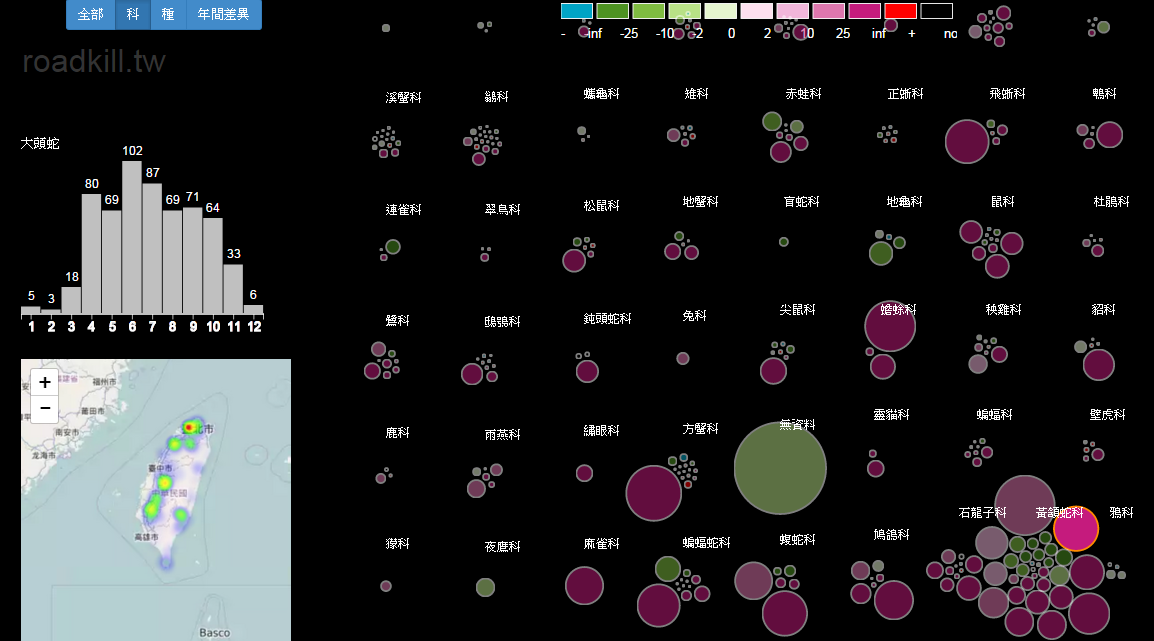 全部 科 種 年間差異
roadkill.tw
- -inf -25 -10 -2 0 2 10 25 inf + no
大頭蛇
102
87
80
69
69
71
64
33
18
5
3
6
1 2 3 4 5 6 7 8 9 10 11 12
+
−
福州市
莆田市
南安市
龙海市
臺中市
中華民國
高雄市
Basco
溪蟹科 鷸科 蠵龜科 雉科 赤蛙科 正蜥科 飛蜥科 鴨科
連雀科 翠鳥科 松鼠科 地蟹科 盲蛇科 地龜科 鼠科 杜鵑科
鷺科 鴟鴞科 鈍頭蛇科 兔科 尖鼠科 蟾蜍科 秧雞科 貂科
鹿科 雨燕科 繡眼科 方蟹科 無資料 靈貓科 蝙蝠科 壁虎科
獴科 夜鷹科 麻雀科 蝙蝠蛇科 蝮蛇科 鳩鴿科 石龍子科 黃頷蛇科 鴉科